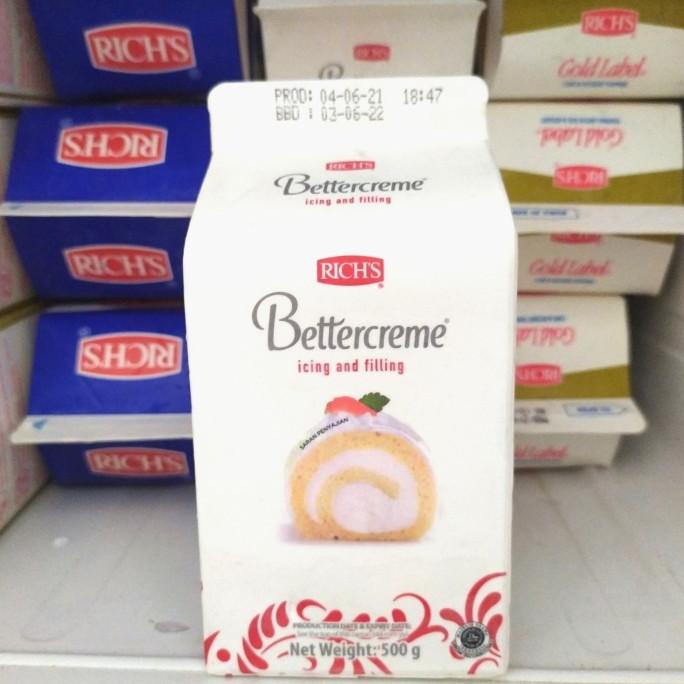 RICH'S
RICH'S
RICH'S
Gold Label
PROD: 04-06-21 18:47
BBD : 03-06-22
RICH'S
Bettercreme®
icing and filling
RICH'S
Gold Label
RICH'S
RICH'S
RICH'S
Bettercreme®
icing and filling
Gold Label
RICH'S
Gold Label
RICH'S
RICH'S
SARAN PENYAJIAN
PRODUCTION DATE & EXPIRY DATE:
Net Weight: 500 g